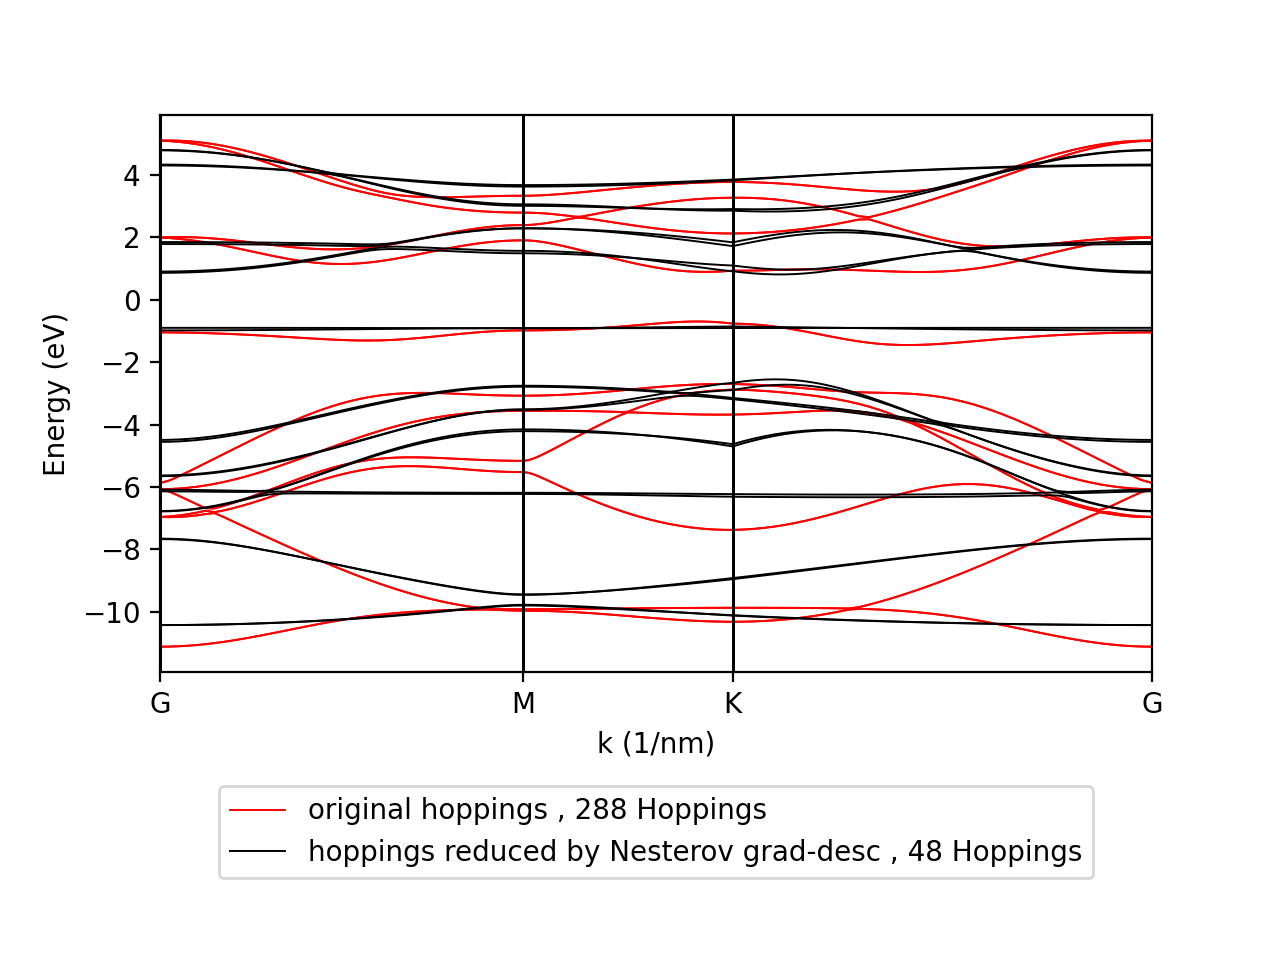 4
2
0
−2
−4
−6
−8
−10
Energy (eV)
G M K G
k (1/nm)
original hoppings , 288 Hoppings
hoppings reduced by Nesterov grad-desc , 48 Hoppings